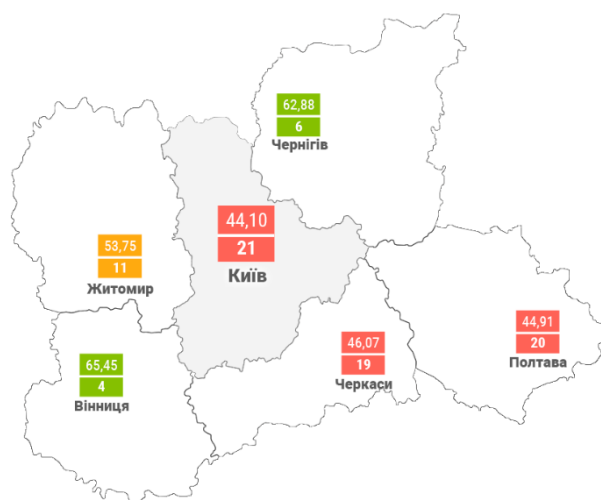 62,88
6
Чернігів
44,10
21
Київ
53,75
11
Житомир
44,91
20
Полтава
46,07
19
Черкаси
65,45
4
Вінниця